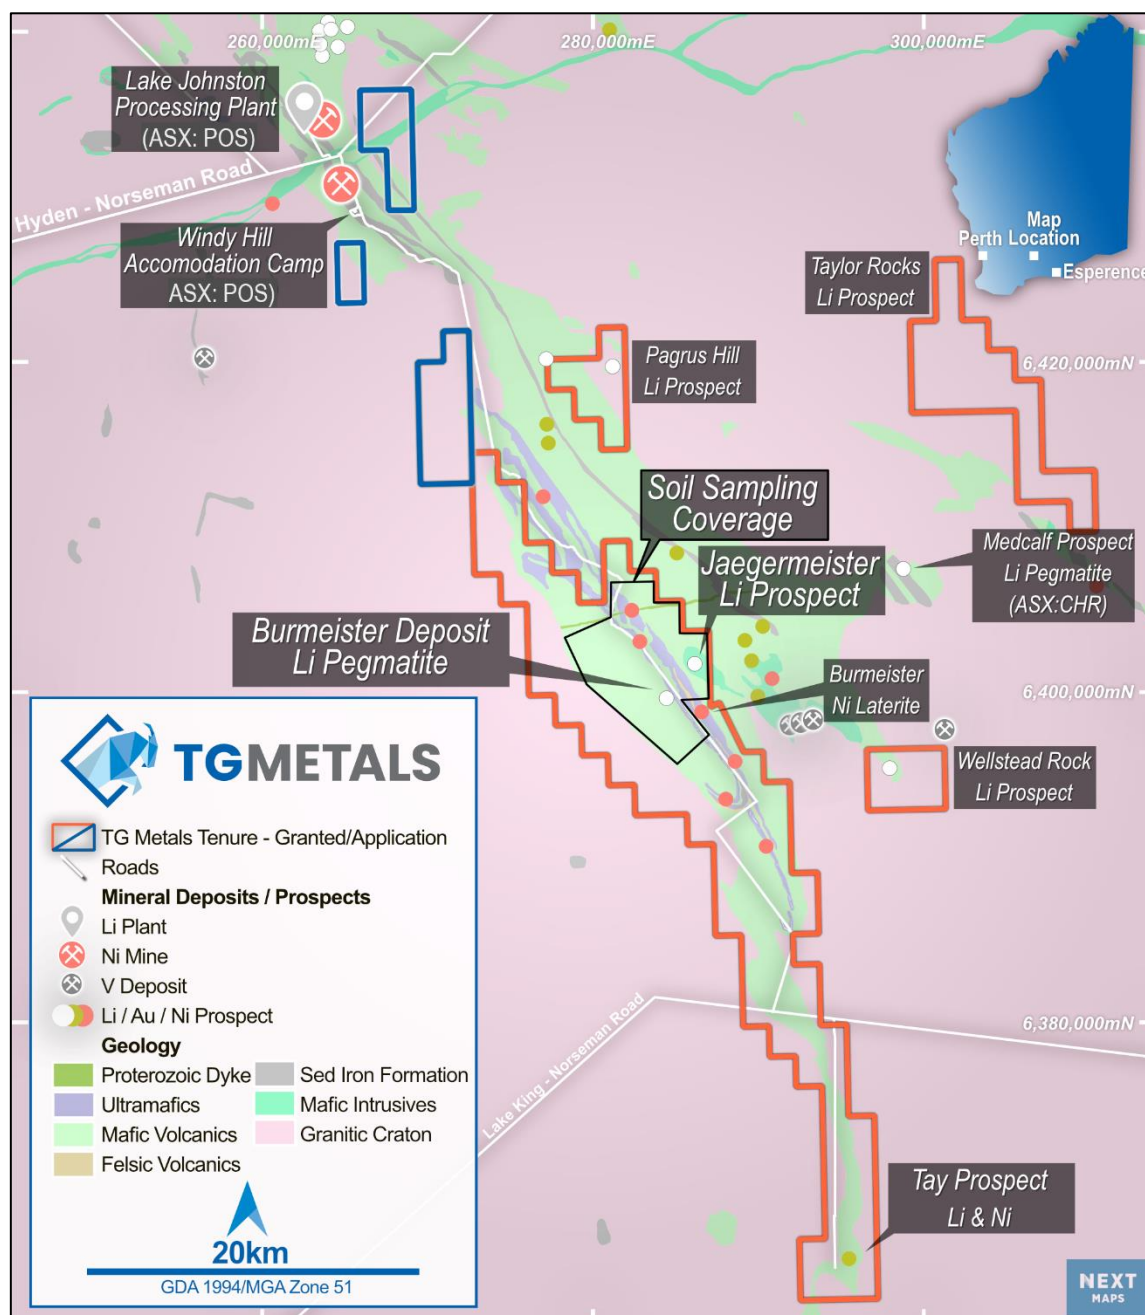 260,000mE
280,000mE
300,000mE
Lake Johnston
Processing Plant
(ASX: POS)
Hyden - Norseman Road
Windy Hill
Accomodation Camp
ASX: POS)
Map
Perth Location
Esperence
Taylor Rocks
Li Prospect
Pagrus Hill
Li Prospect
6,420,000mN
Soil Sampling
Coverage
Medcalf Prospect
Li Pegmatite
(ASX:CHR)
Jaegermeister
Li Prospect
Burmeister Deposit
Li Pegmatite
Burmeister
Ni Laterite
6,400,000mN
Wellstead Rock
Li Prospect
TGMETALS
TG Metals Tenure - Granted/Application
Roads
Mineral Deposits / Prospects
Li Plant
Ni Mine
V Deposit
Li / Au / Ni Prospect
Geology
Proterozoic Dyke
Sed Iron Formation
Ultramafics
Mafic Intrusives
Mafic Volcanics
Granitic Craton
Felsic Volcanics
20km
GDA 1994/MGA Zone 51
6,380,000mN
Lake King - Norseman Road
Tay Prospect
Li & Ni
NEXT
MAPS